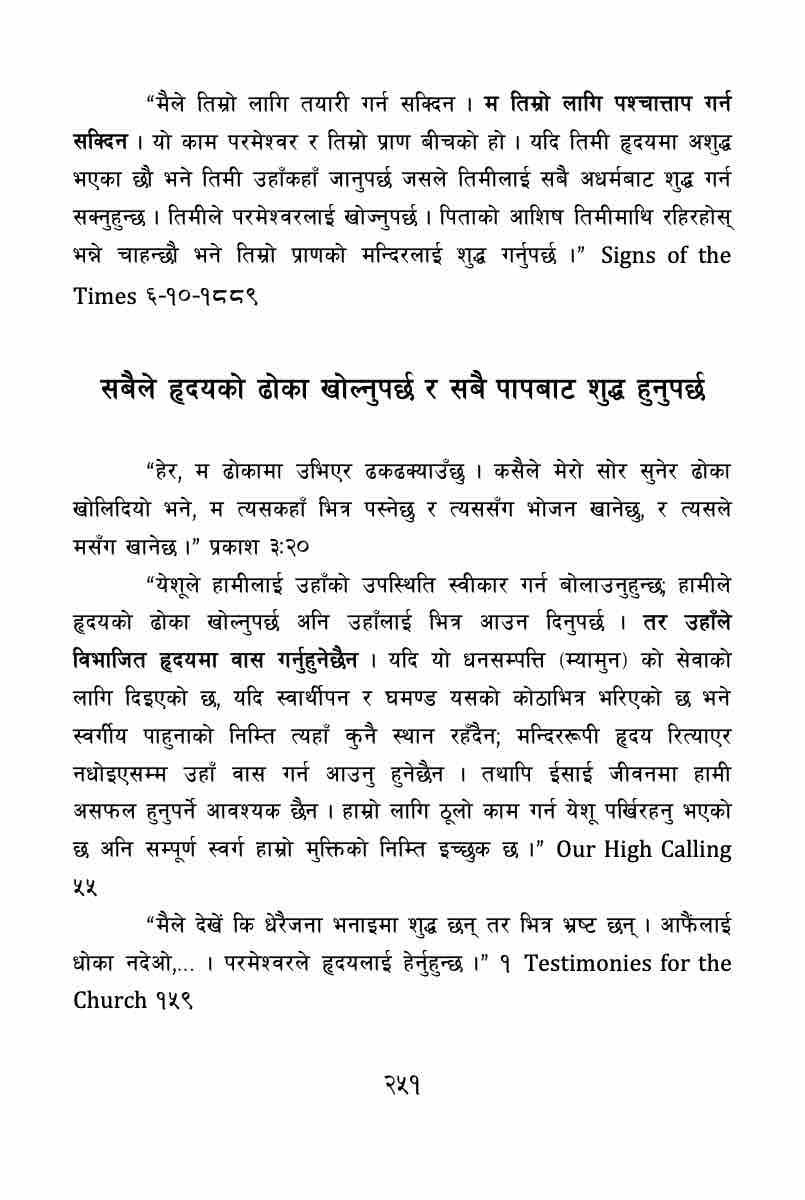 “मैले तिम्रो लागि तयारी गर्न सक्दिन । म तिम्रो लागि पश्चात्ताप गर्न
सक्दिन । यो काम परमेश्वर र तिम्रो प्राण बीचको हो । यदि तिमी हृदयमा अशुद्ध
भएका छौ भने तिमी उहाँकहाँ जानुपर्छ जसले तिमीलाई सबै अधर्मबाट शुद्ध गर्न
सक्नुहुन्छ । तिमीले परमेश्वरलाई खोज्नुपर्छ । पिताको आशिष तिमीमाथि रहिरहोस्
भन्ने चाहन्छौ भने तिम्रो प्राणको मन्दिरलाई शुद्ध गर्नुपर्छ ।” Signs of the
Times ६-१०-१८८९
सबैले हृदयको ढोका खोल्नुपर्छ र सबै पापबाट शुद्ध हुनुपर्छ
“हेर, म ढोकामा उभिएर ढकढक्याउँछु । कसैले मेरो सोर सुनेर ढोका
खोलिदियो भने, म त्यसकहाँ भित्र पस्नेछु र त्यससँग भोजन खानेछु, र त्यसले
मसँग खानेछ ।” प्रकाश ३:२०
“येशूले हामीलाई उहाँको उपस्थिति स्वीकार गर्न बोलाउनुहुन्छ; हामीले
हृदयको ढोका खोल्नुपर्छ अनि उहाँलाई भित्र आउन दिनुपर्छ । तर उहाँले
विभाजित हृदयमा वास गर्नुहुनेछैन । यदि यो धनसम्पत्ति (म्यामुन) को सेवाको
लागि दिइएको छ, यदि स्वार्थीपन र घमण्ड यसको कोठाभित्र भरिएको छ भने
स्वर्गीय पाहुनाको निम्ति त्यहाँ कुनै स्थान रहँदैन; मन्दिररूपी हृदय रित्याएर
नधोइएसम्म उहाँ वास गर्न आउनु हुनेछैन । तथापि ईसाई जीवनमा हामी
असफल हुनुपर्ने आवश्यक छैन । हाम्रो लागि ठूलो काम गर्न येशू पर्खिरहनु भएको
छ अनि सम्पूर्ण स्वर्ग हाम्रो मुक्तिको निम्ति इच्छुक छ ।” Our High Calling
५५
“मैले देखें कि धेरैजना भनाइमा शुद्ध छन् तर भित्र भ्रष्ट छन् । आफैंलाई
धोका नदेओ,... । परमेश्वरले हृदयलाई हेर्नुहुन्छ ।” १ Testimonies for the
Church १५९
२५१